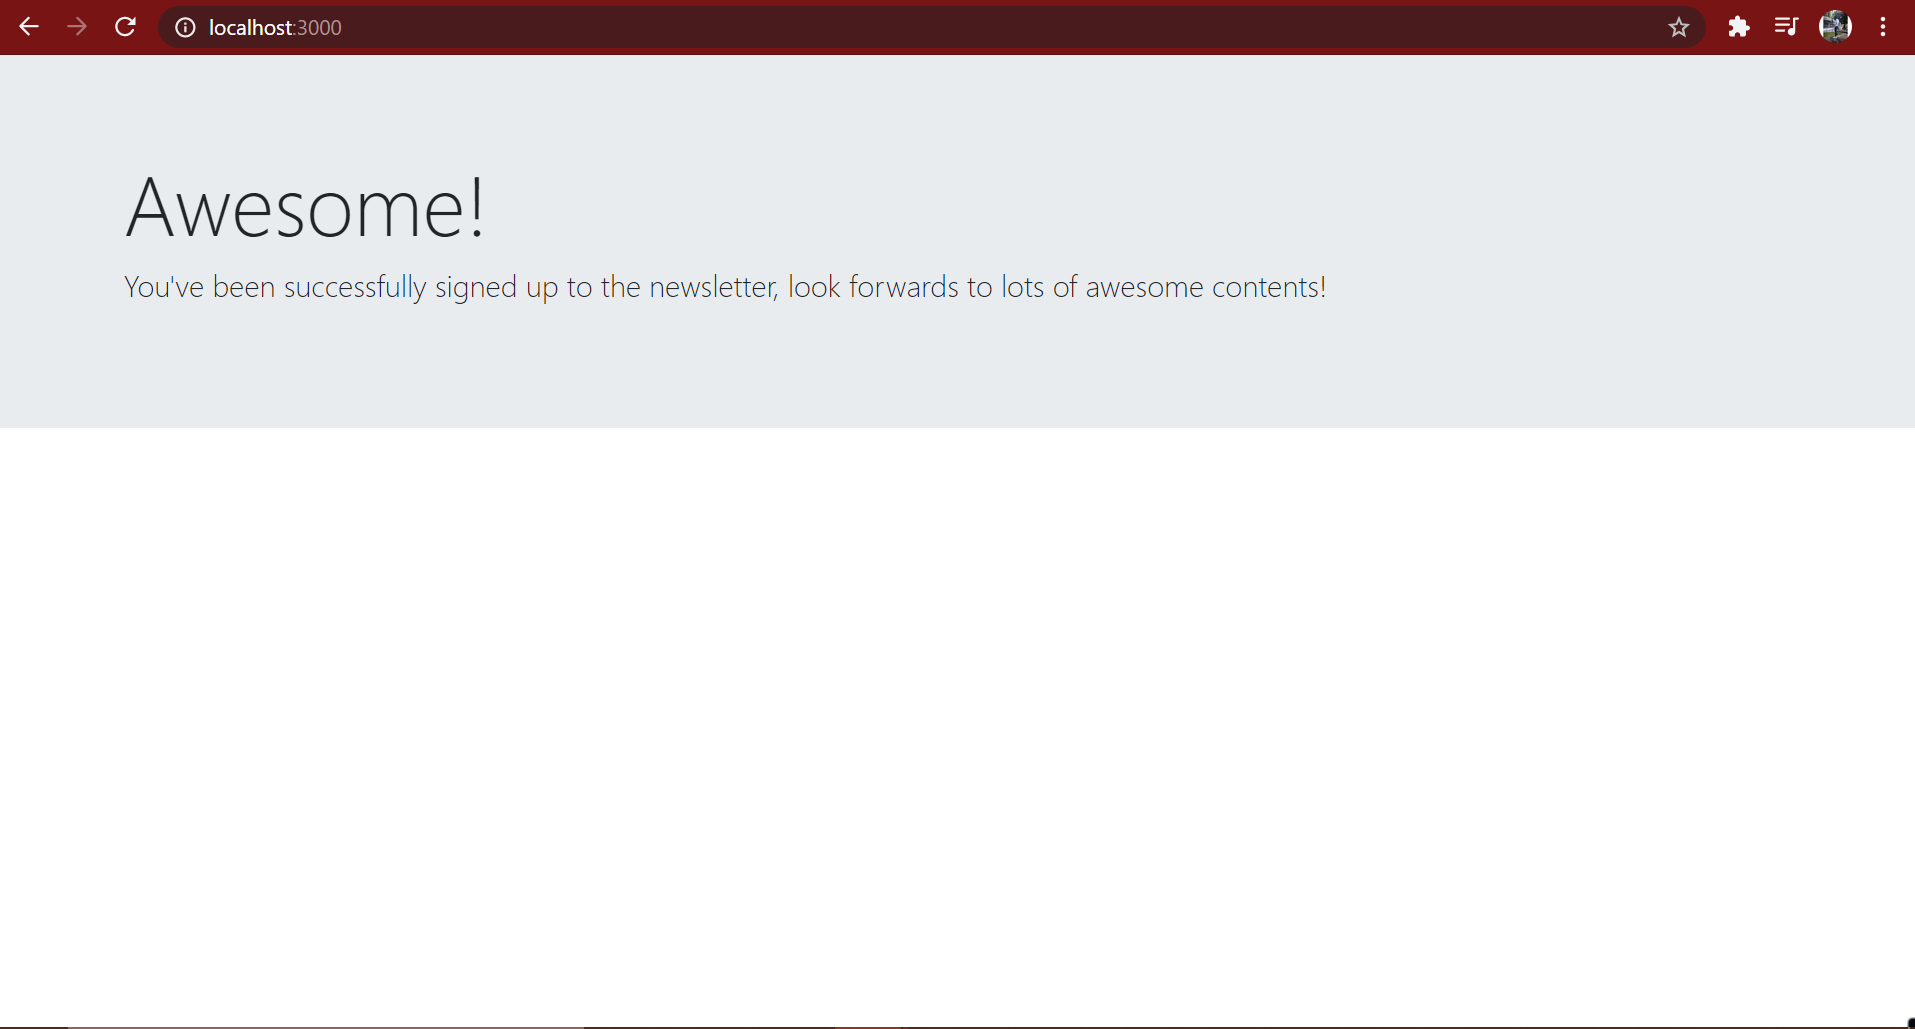 localhost:3000
Awesome!
You've been successfully signed up to the newsletter, look forwards to lots of awesome contents!